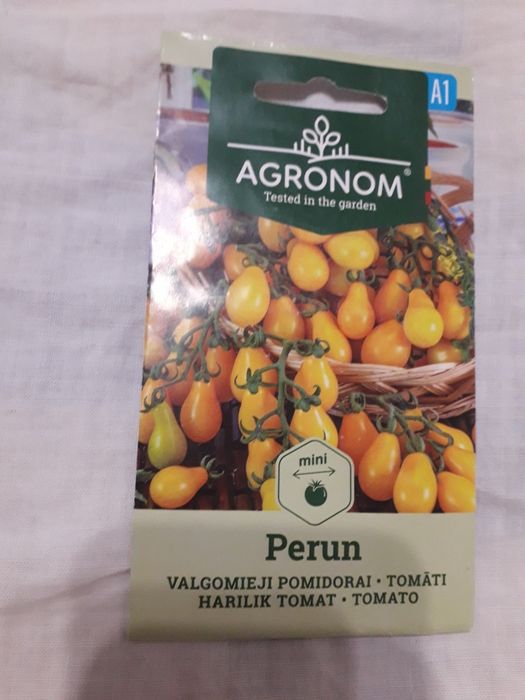 A1
AGRONOM®
Tested in the garden
mini
Perun
VALGOMIEJI POMIDORAI • TOMĀTI
HARILIK TOMAT • TOMATO